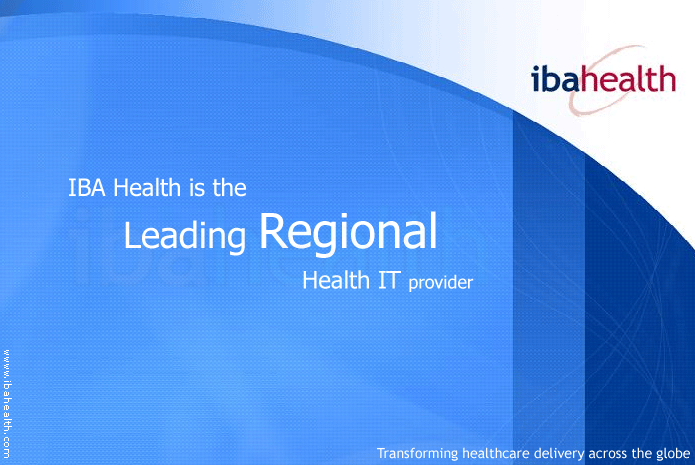 ibahealth
IBA Health is the
Leading Regional
Health IT provider
www.ibahealth.com
Transforming healthcare delivery across the globe